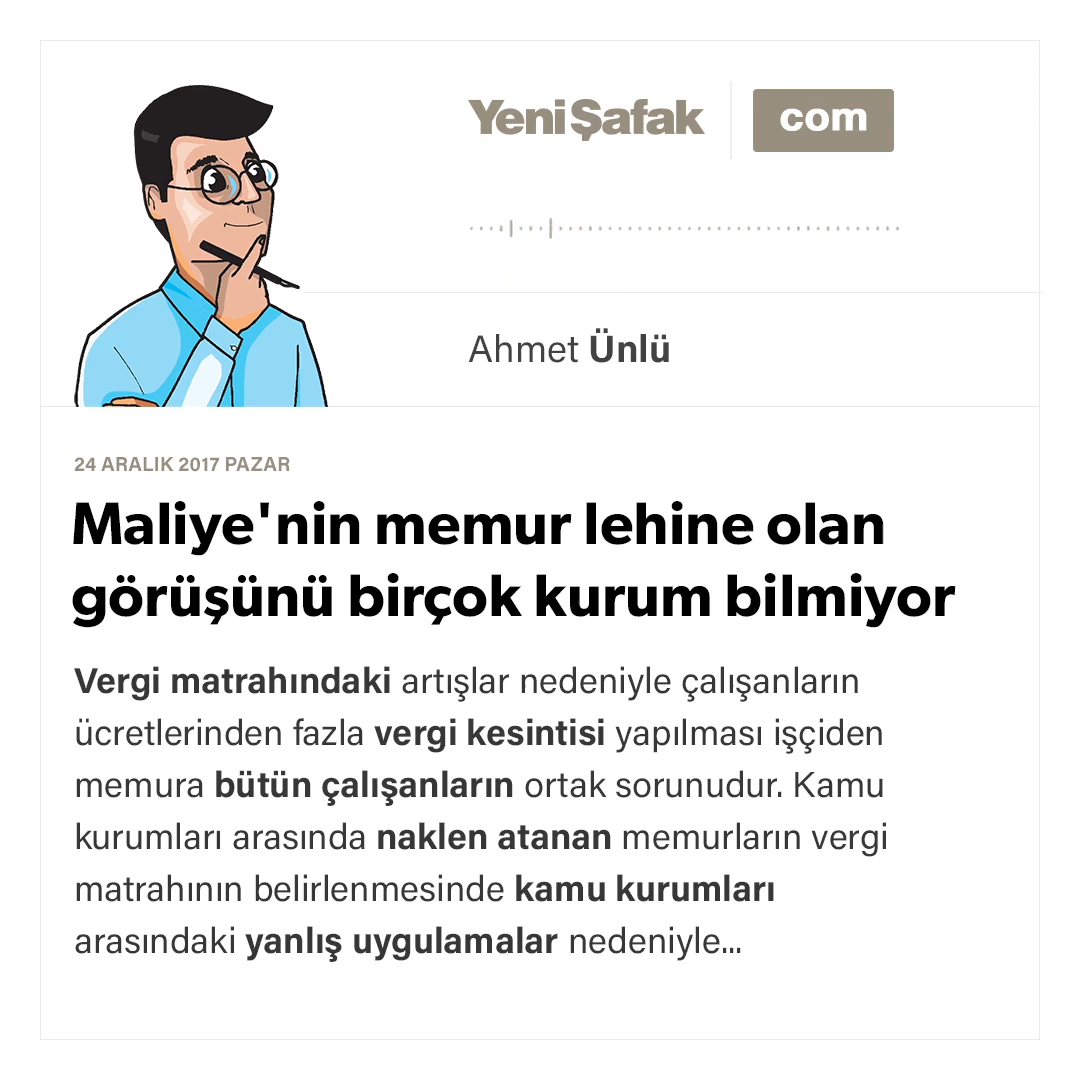 YeniŞafak com
Ahmet Ünlü
24 ARALIK 2017 PAZAR
Maliye'nin memur lehine olan
görüşünü birçok kurum bilmiyor
Vergi matrahındaki artışlar nedeniyle çalışanların
ücretlerinden fazla vergi kesintisi yapılması işçiden
memura bütün çalışanların ortak sorunudur. Kamu
kurumları arasında naklen atanan memurların vergi
matrahının belirlenmesinde kamu kurumları
arasındaki yanlış uygulamalar nedeniyle...